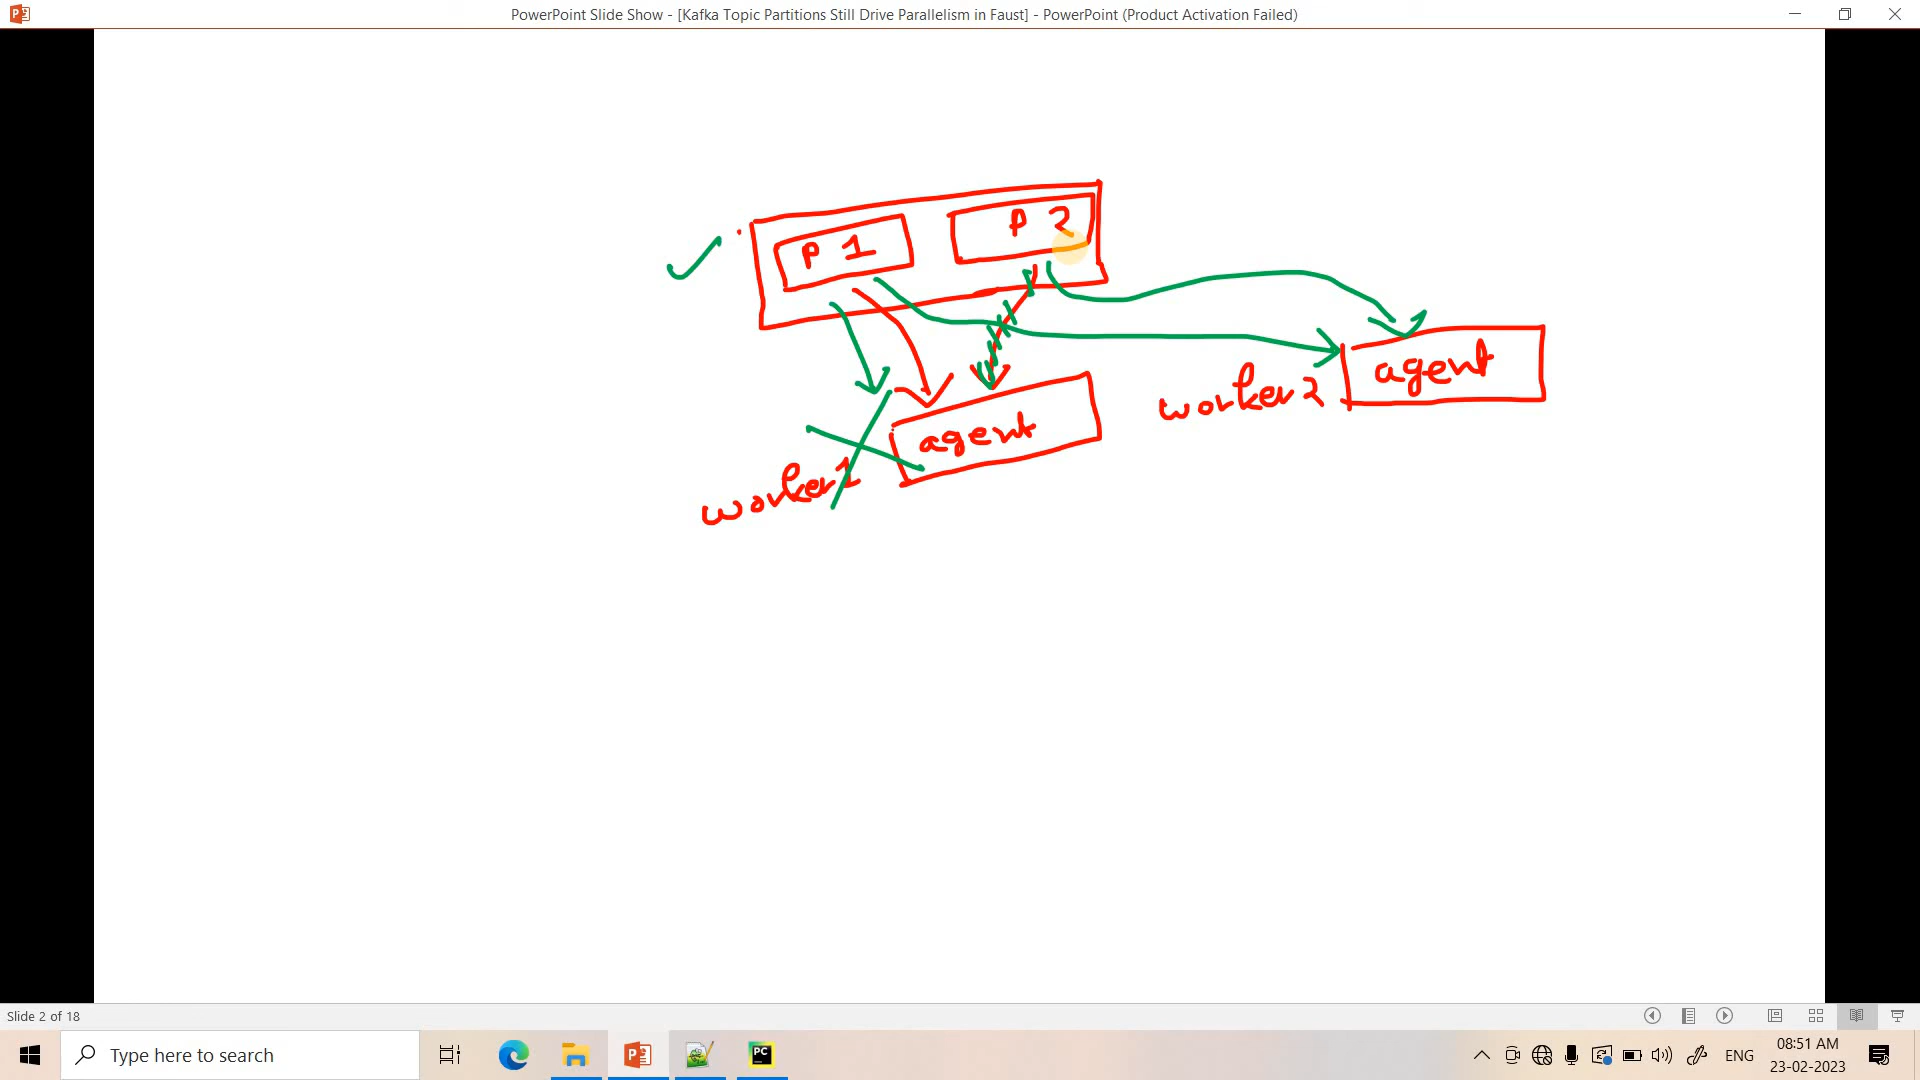 PowerPoint Slide Show - [Kafka Topic Partitions Still Drive Parallelism in Faust] - PowerPoint (Product Activation Failed)
P 1
P 2
agent
worker 2
agent
worker 1
Slide 2 of 18
Type here to search
PC
ENG
08:51 AM
23-02-2023